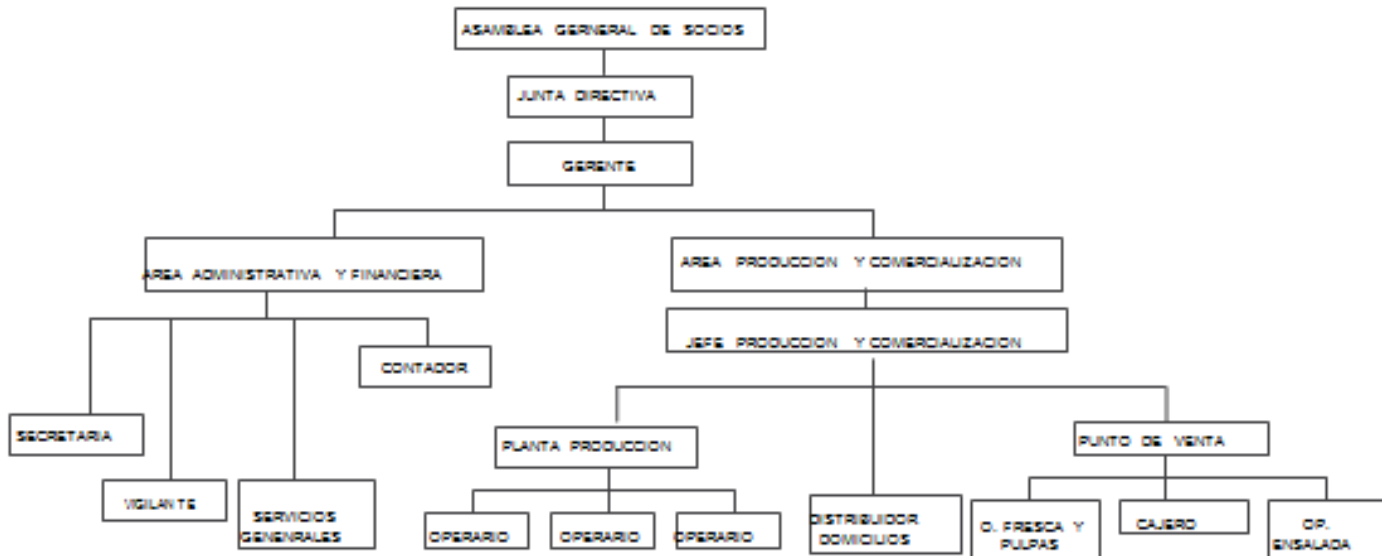 ASAMBLEA GERNERAL DE SOCIOS
JUNTA DIRECTIVA
GERENTE
AREA ADMINISTRATIVA Y FINANCIERA
AREA PRODUCCION Y COMERCIALIZACION
JEFE PRODUCCION Y COMERCIALIZACION
CONTADOR
SECRETARIA
VIGILANTE
SERVICIOS
GENENRALES
PLANTA PRODUCCION
PUNTO DE VENTA
OPERARIO
OPERARIO
OPERARIO
DISTRIBUIDOR
DOMICILIOS
O. FRESCA Y
PULPAS
CAJERO
OP.
ENSALADA